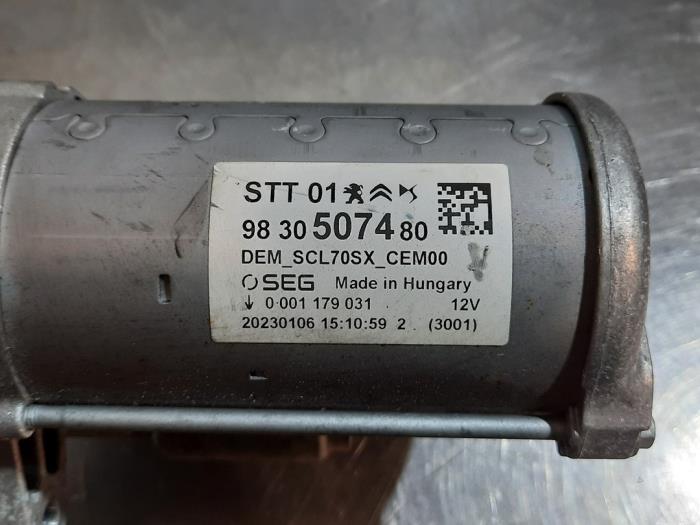 STT 01
98 30 5074 80
DEM_SCL70SX_CEM00
SEG Made in Hungary
0 001 179 031 12V
20230106 15:10:59 2 (3001)